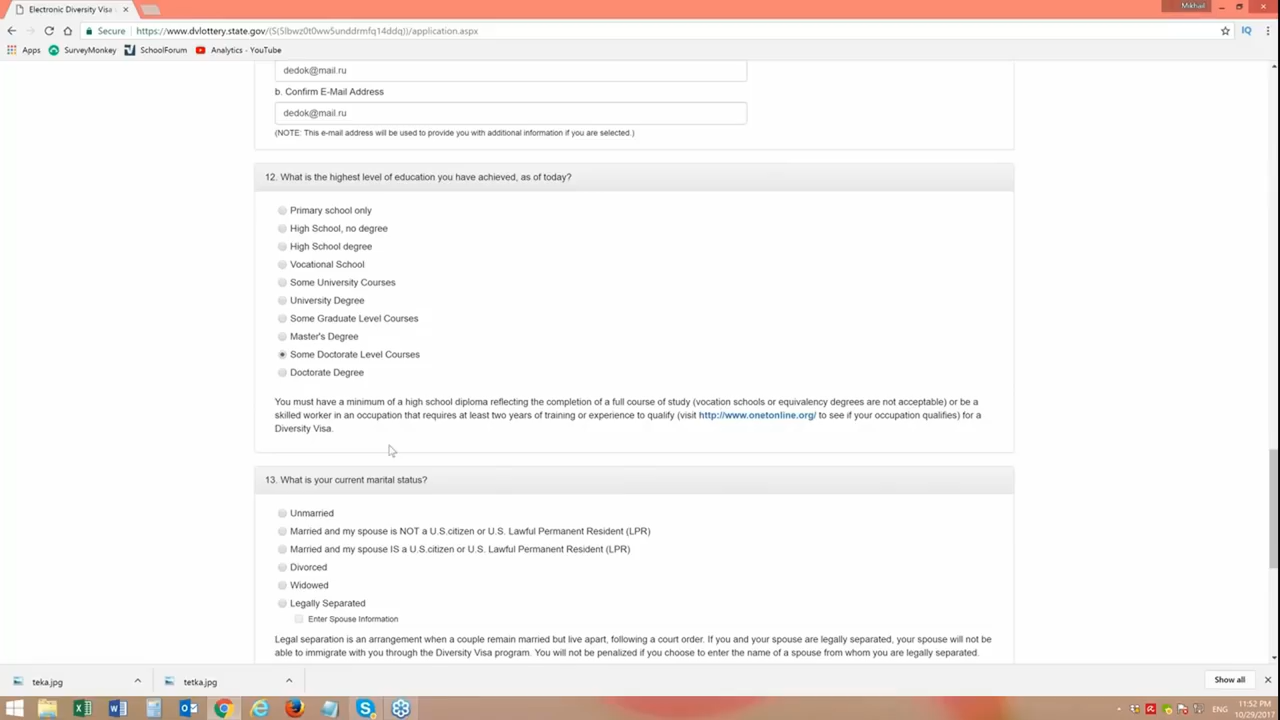 Electronic Diversity Visa
Mikhail
Secure
https://www.dvlottery.state.gov/(S(5lbwz0t0ww5unddrmfq14ddq))/application.aspx
IQ
Apps SurveyMonkey SchoolForum Analytics - YouTube
dedok@mail.ru
b. Confirm E-Mail Address
dedok@mail.ru
(NOTE: This e-mail address will be used to provide you with additional information if you are selected.)
12. What is the highest level of education you have achieved, as of today?
Primary school only
High School, no degree
High School degree
Vocational School
Some University Courses
University Degree
Some Graduate Level Courses
Master's Degree
Some Doctorate Level Courses
Doctorate Degree
You must have a minimum of a high school diploma reflecting the completion of a full course of study (vocation schools or equivalency degrees are not acceptable) or be a
skilled worker in an occupation that requires at least two years of training or experience to qualify (visit http://www.onetonline.org/ to see if your occupation qualifies) for a
Diversity Visa.
13. What is your current marital status?
Unmarried
Married and my spouse is NOT a U.S.citizen or U.S. Lawful Permanent Resident (LPR)
Married and my spouse IS a U.S.citizen or U.S. Lawful Permanent Resident (LPR)
Divorced
Widowed
Legally Separated
Enter Spouse Information
Legal separation is an arrangement when a couple remain married but live apart, following a court order. If you and your spouse are legally separated, your spouse will not be
able to immigrate with you through the Diversity Visa program. You will not be penalized if you choose to enter the name of a spouse from whom you are legally separated.
teka.jpg
tetka.jpg
Show all
ENG
11:52 PM
10/29/2017